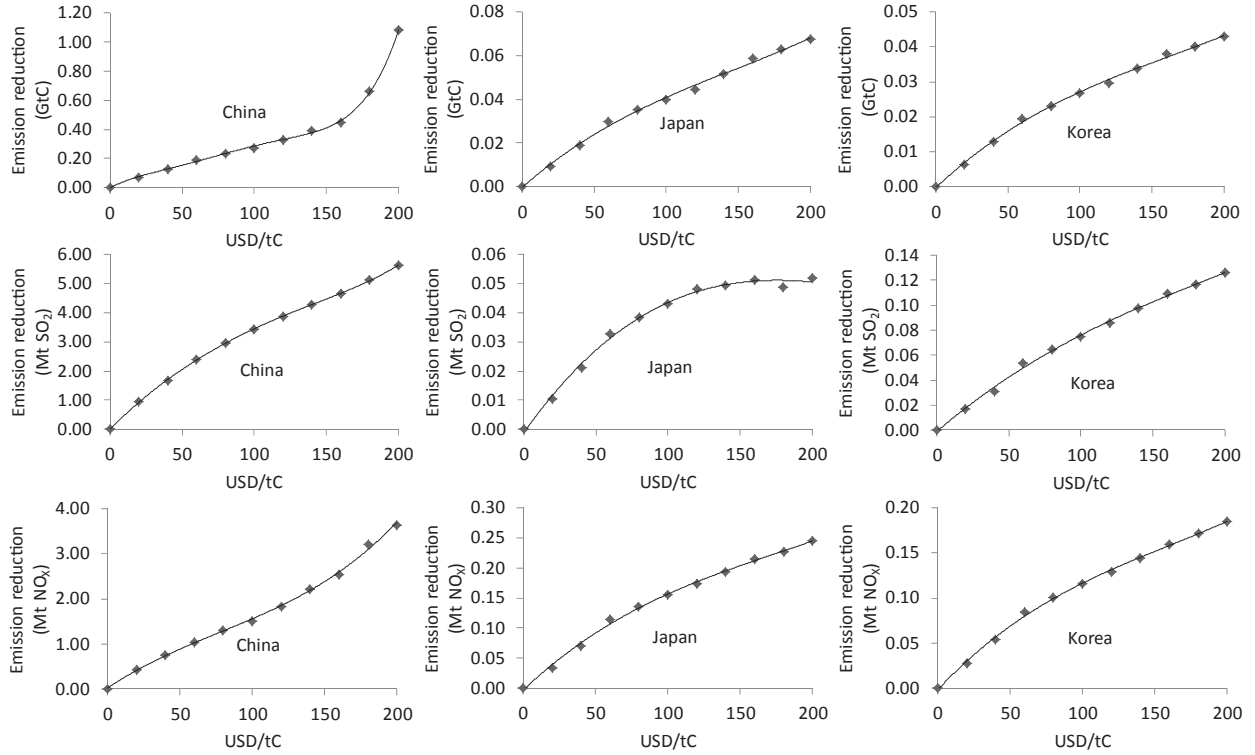 Emission reduction
(GtC)
1.20
1.00
0.80
0.60
0.40
0.20
0.00
China
0 50 100 150 200
USD/tC
Emission reduction
(GtC)
0.08
0.06
0.04
0.02
0.00
Japan
0 50 100 150 200
USD/tC
Emission reduction
(GtC)
0.05
0.04
0.03
0.02
0.01
0.00
Korea
0 50 100 150 200
USD/tC
Emission reduction
(Mt SO₂)
6.00
5.00
4.00
3.00
2.00
1.00
0.00
China
0 50 100 150 200
USD/tC
Emission reduction
(Mt SO₂)
0.06
0.05
0.04
0.03
0.02
0.01
0.00
Japan
0 50 100 150 200
USD/tC
Emission reduction
(Mt SO₂)
0.14
0.12
0.10
0.08
0.06
0.04
0.02
0.00
Korea
0 50 100 150 200
USD/tC
Emission reduction
(Mt NOₓ)
4.00
3.00
2.00
1.00
0.00
China
0 50 100 150 200
USD/tC
Emission reduction
(Mt NOₓ)
0.30
0.25
0.20
0.15
0.10
0.05
0.00
Japan
0 50 100 150 200
USD/tC
Emission reduction
(Mt NOₓ)
0.20
0.15
0.10
0.05
0.00
Korea
0 50 100 150 200
USD/tC